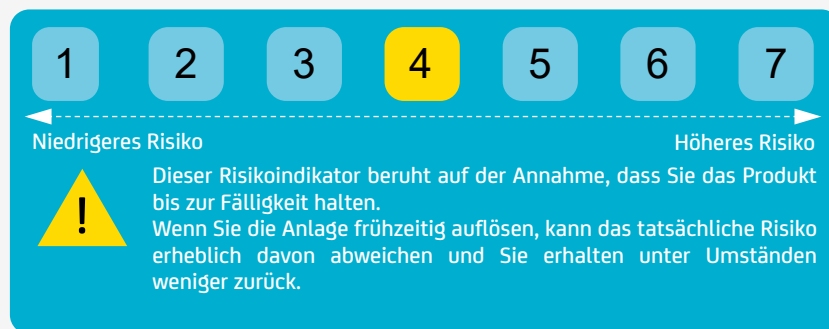 1 2 3 4 5 6 7
Niedrigeres Risiko Höheres Risiko
!
Dieser Risikoindikator beruht auf der Annahme, dass Sie das Produkt
bis zur Fälligkeit halten.
Wenn Sie die Anlage frühzeitig auflösen, kann das tatsächliche Risiko
erheblich davon abweichen und Sie erhalten unter Umständen
weniger zurück.